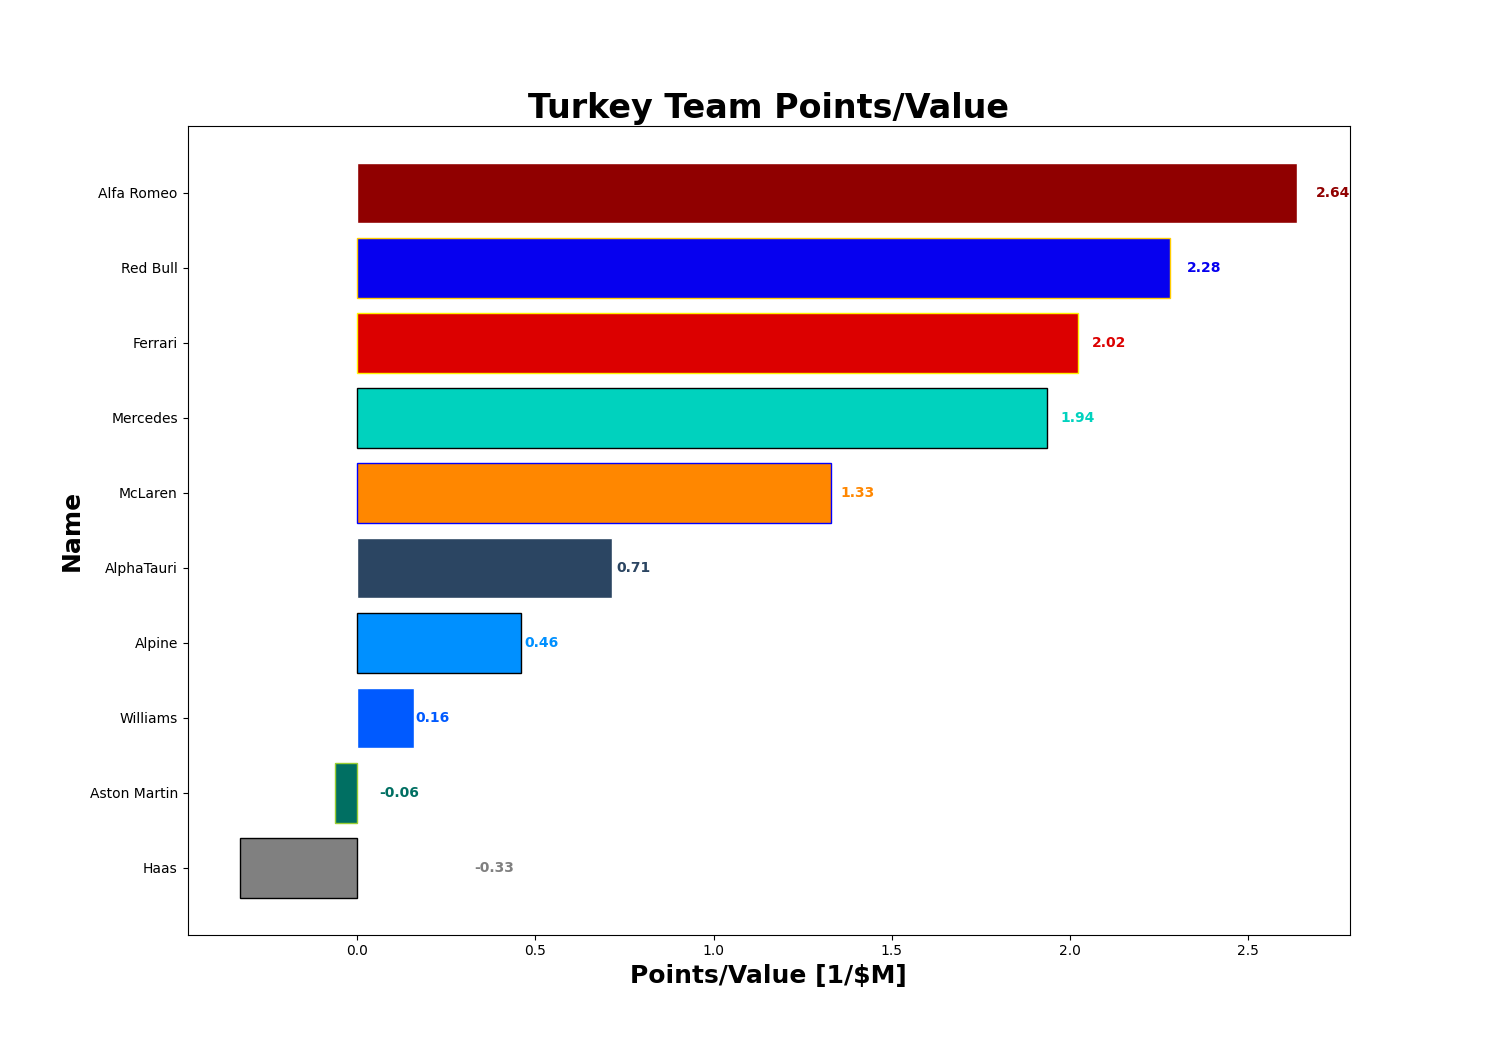 Turkey Team Points/Value
Alfa Romeo 2.64
Red Bull 2.28
Ferrari 2.02
Mercedes 1.94
McLaren 1.33
AlphaTauri 0.71
Alpine 0.46
Williams 0.16
Aston Martin -0.06
Haas -0.33
Name
0.0 0.5 1.0 1.5 2.0 2.5
Points/Value [1/$M]